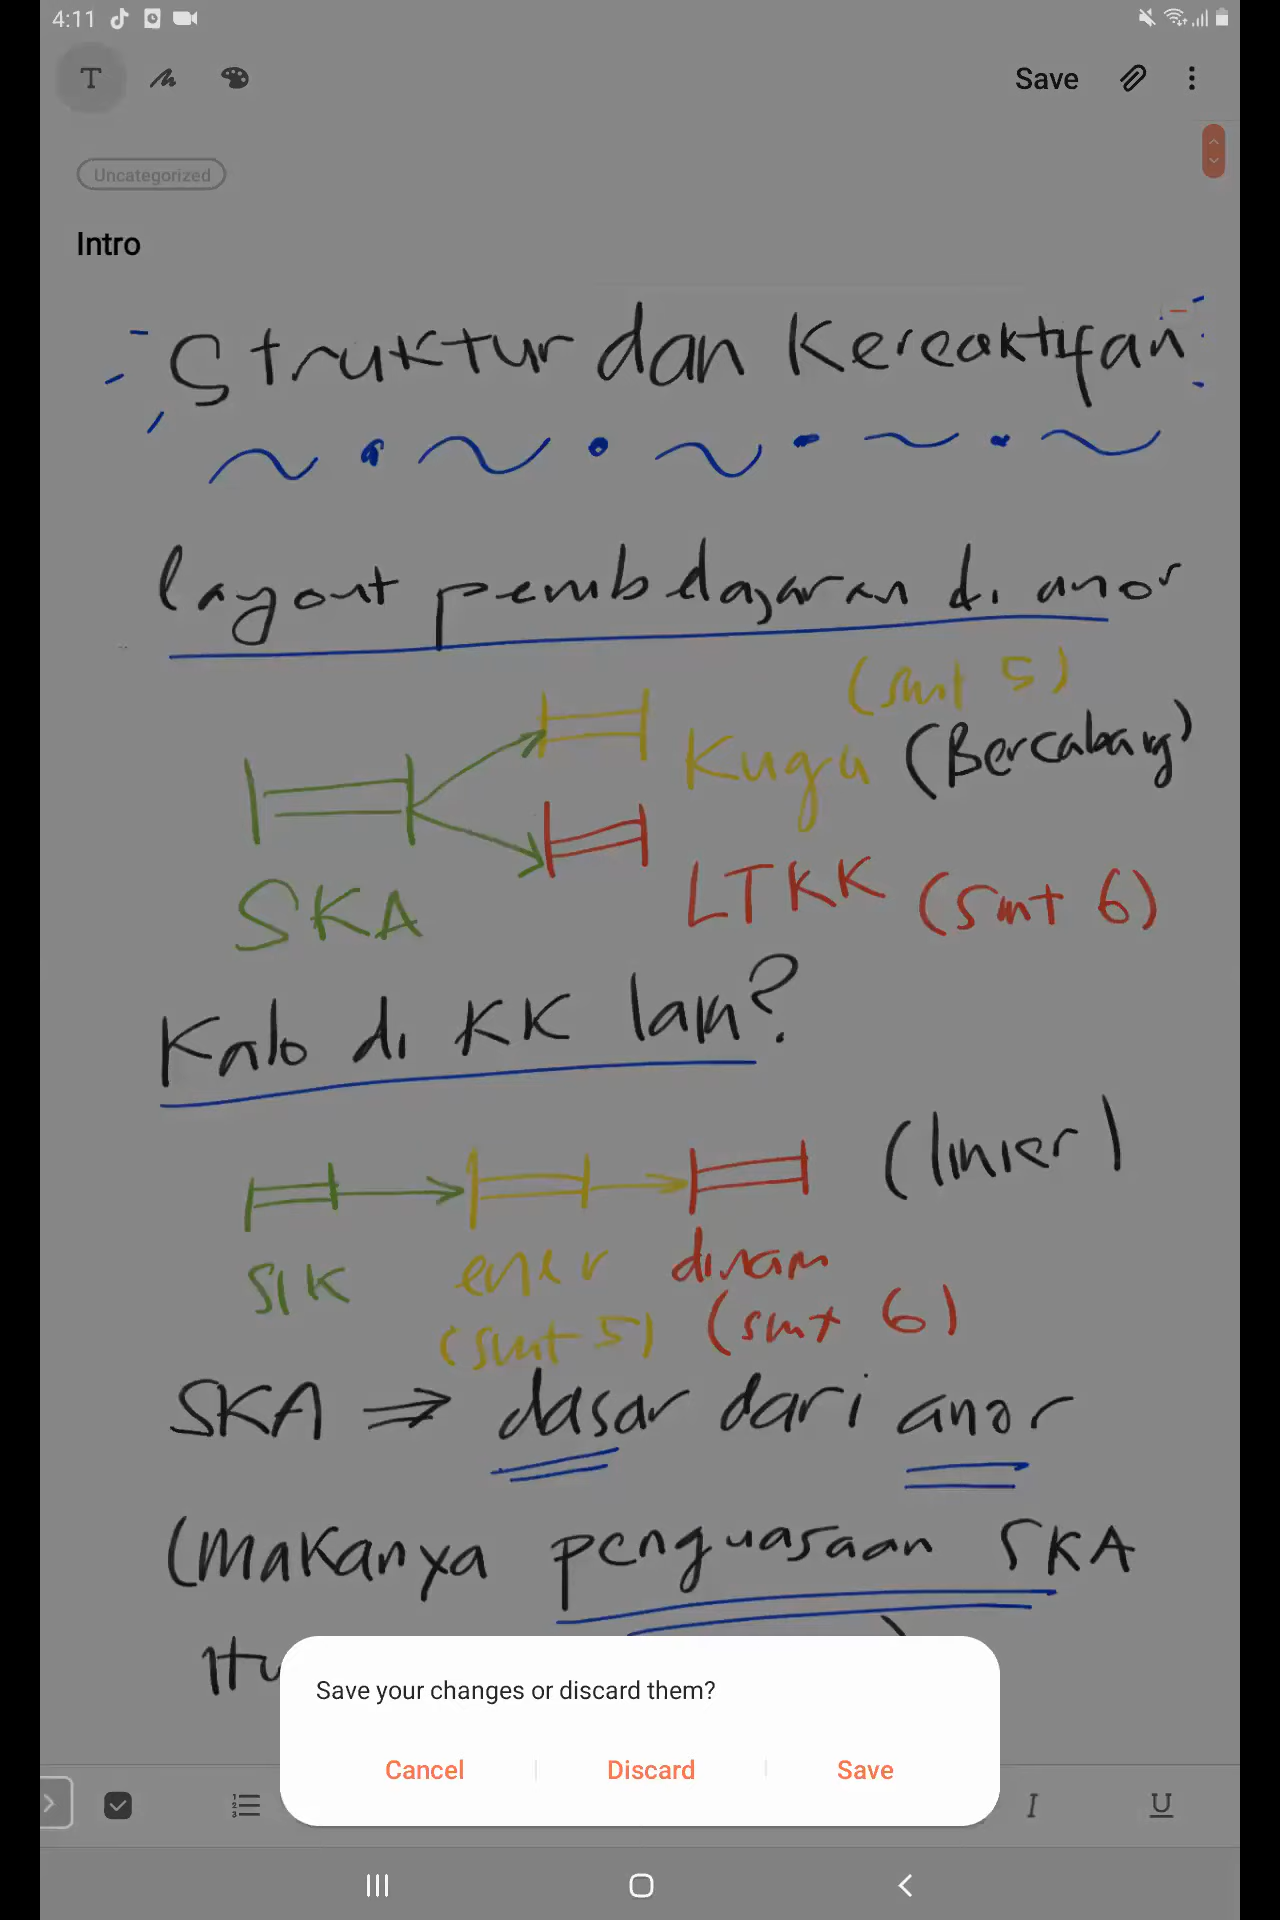 4:11
T Save
Uncategorized
Intro
Struktur dan Kereaktifan
layout pembelajaran di anor
(smt 5)
Kugu (Bercabang)
SKA
LTKK (smt 6)
Kalo di KK lain?
(linier)
SIK ener dinam
(smt 5) (smt 6)
SKA ⇒ dasar dari anor
(makanya penguasaan SKA
itu
Save your changes or discard them?
Cancel Discard Save
I U